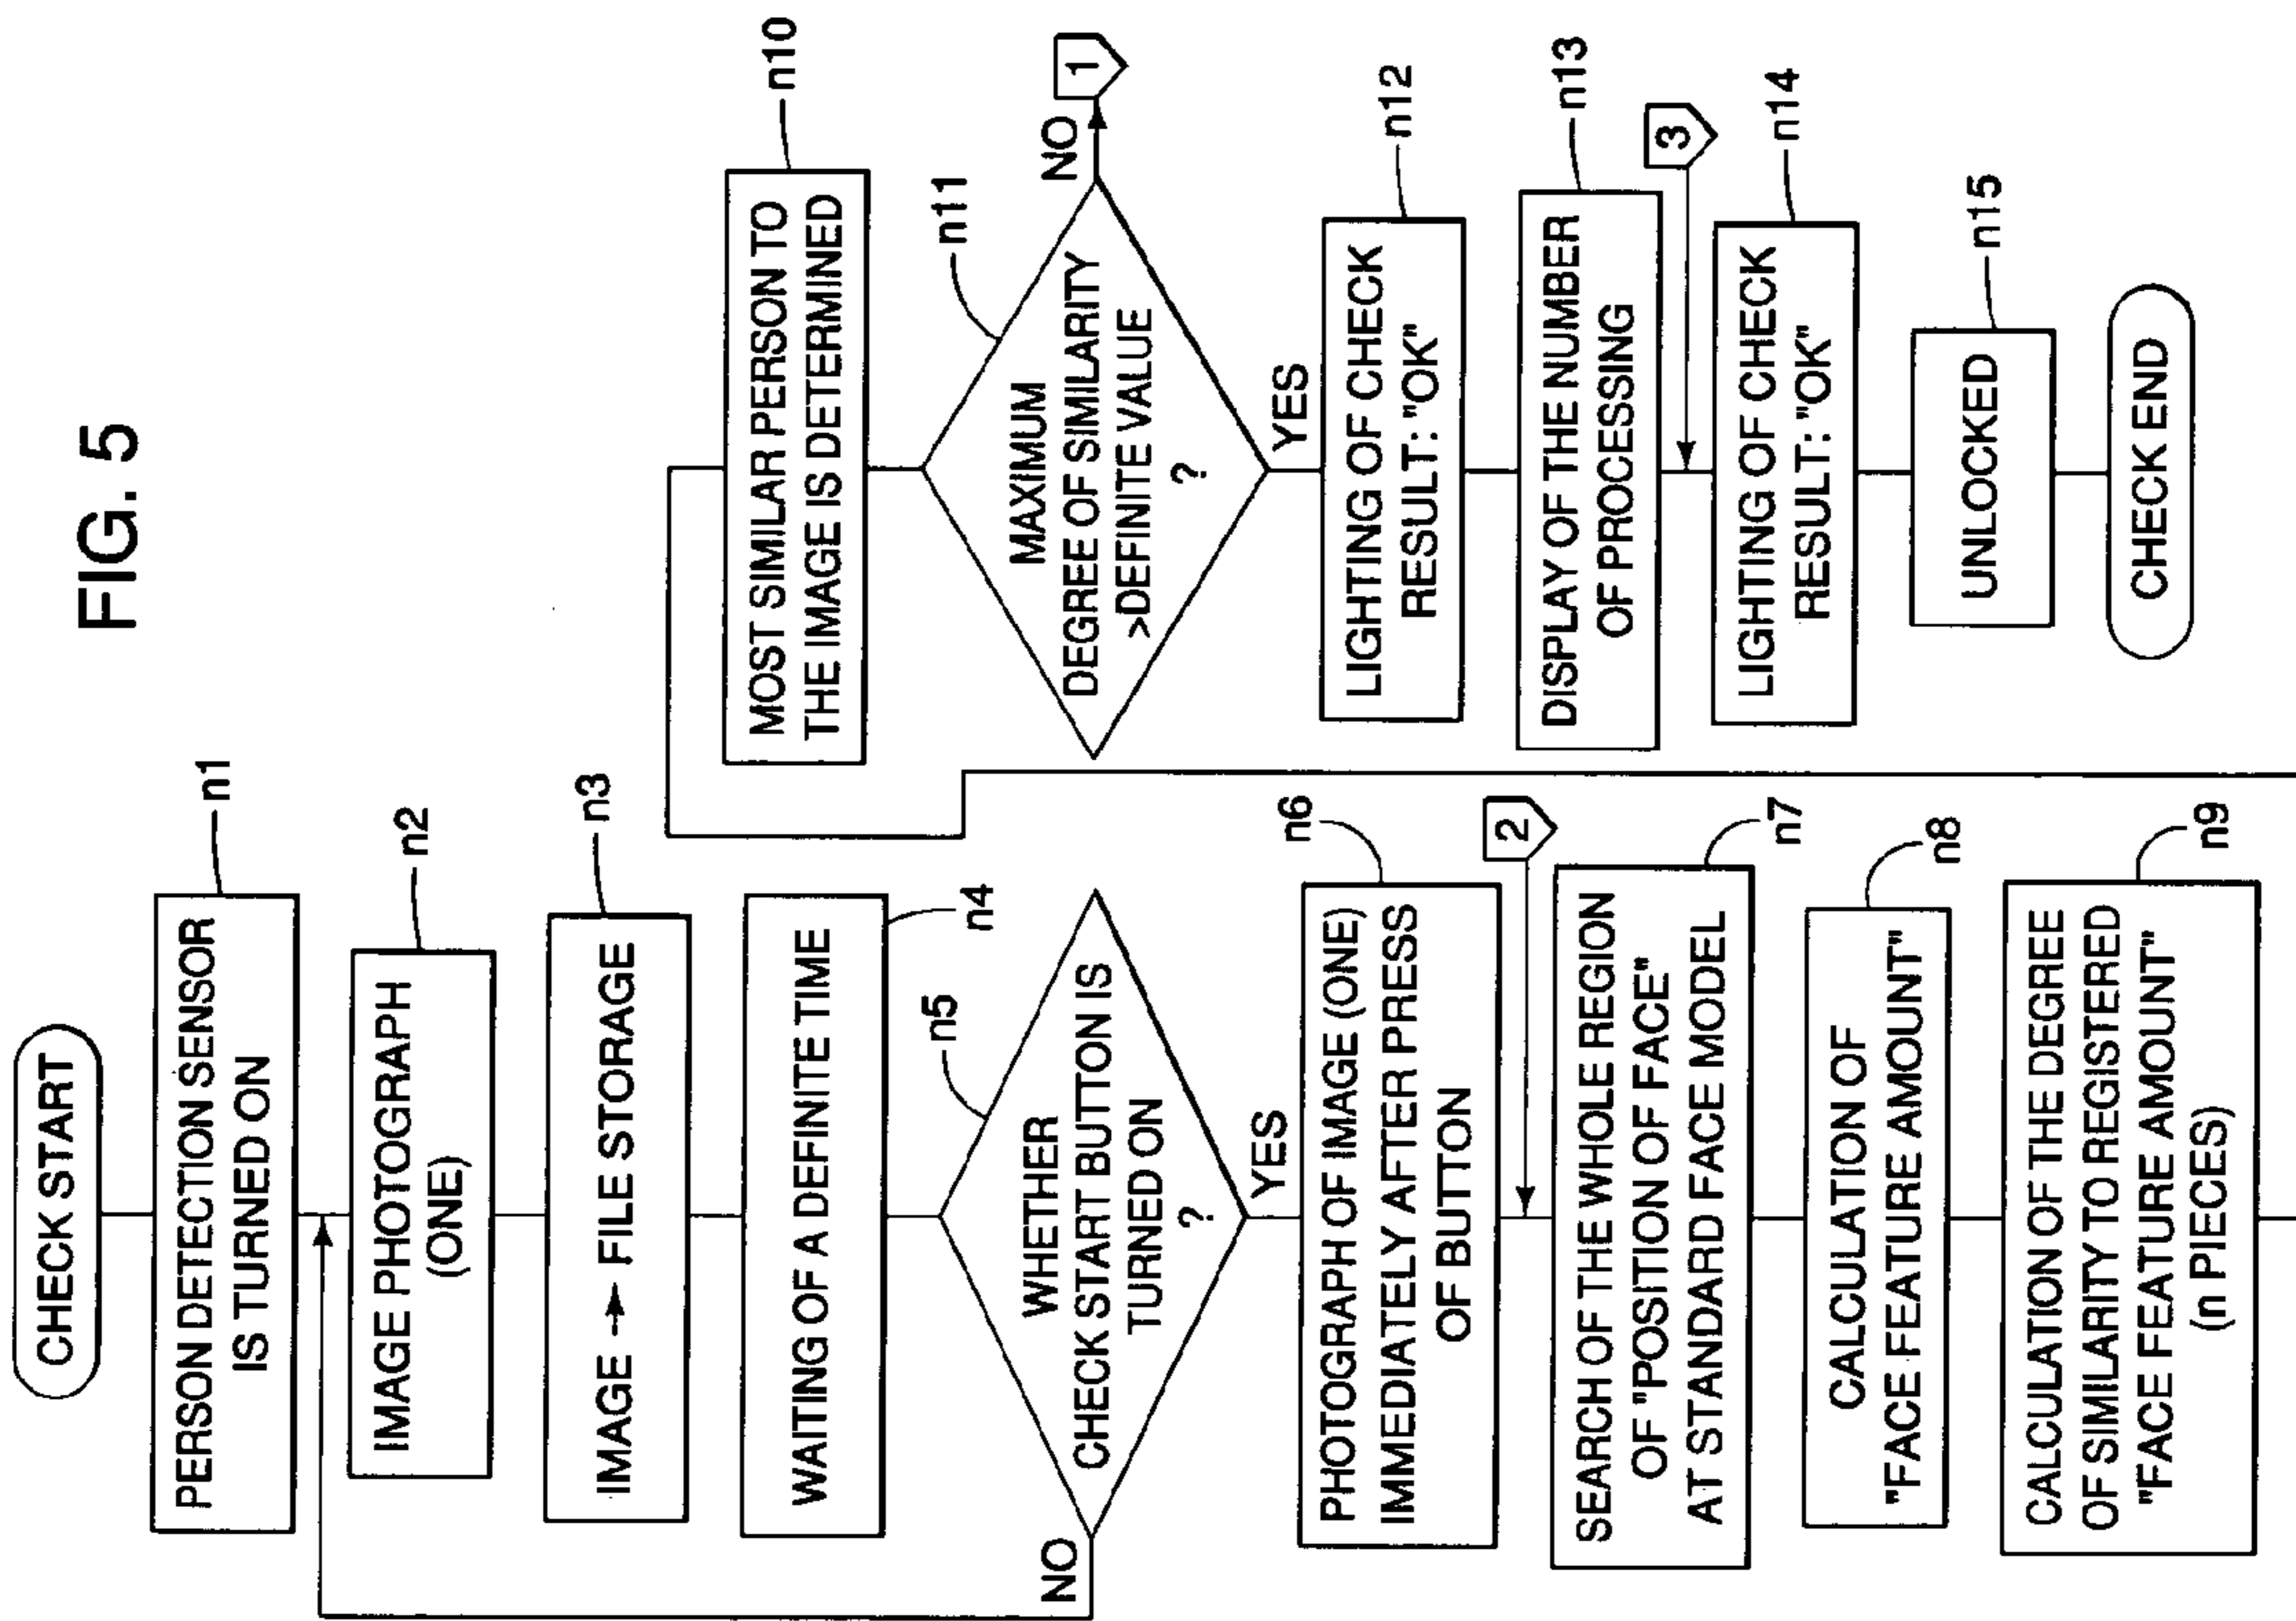 FIG. 5
CHECK START
PERSON DETECTION SENSOR
IS TURNED ON
n1
IMAGE PHOTOGRAPH
(ONE)
n2
IMAGE → FILE STORAGE
n3
WAITING OF A DEFINITE TIME
n4
WHETHER
CHECK START BUTTON IS
TURNED ON
?
n5
NO
YES
PHOTOGRAPH OF IMAGE (ONE)
IMMEDIATELY AFTER PRESS
OF BUTTON
n6
2
SEARCH OF THE WHOLE REGION
OF "POSITION OF FACE"
AT STANDARD FACE MODEL
n7
CALCULATION OF
"FACE FEATURE AMOUNT"
n8
CALCULATION OF THE DEGREE
OF SIMILARITY TO REGISTERED
"FACE FEATURE AMOUNT"
(n PIECES)
n9
MOST SIMILAR PERSON TO
THE IMAGE IS DETERMINED
n10
MAXIMUM
DEGREE OF SIMILARITY
>DEFINITE VALUE
?
n11
NO
1
YES
LIGHTING OF CHECK
RESULT: "OK"
n12
DISPLAY OF THE NUMBER
OF PROCESSING
n13
3
LIGHTING OF CHECK
RESULT: "OK"
n14
UNLOCKED
n15
CHECK END